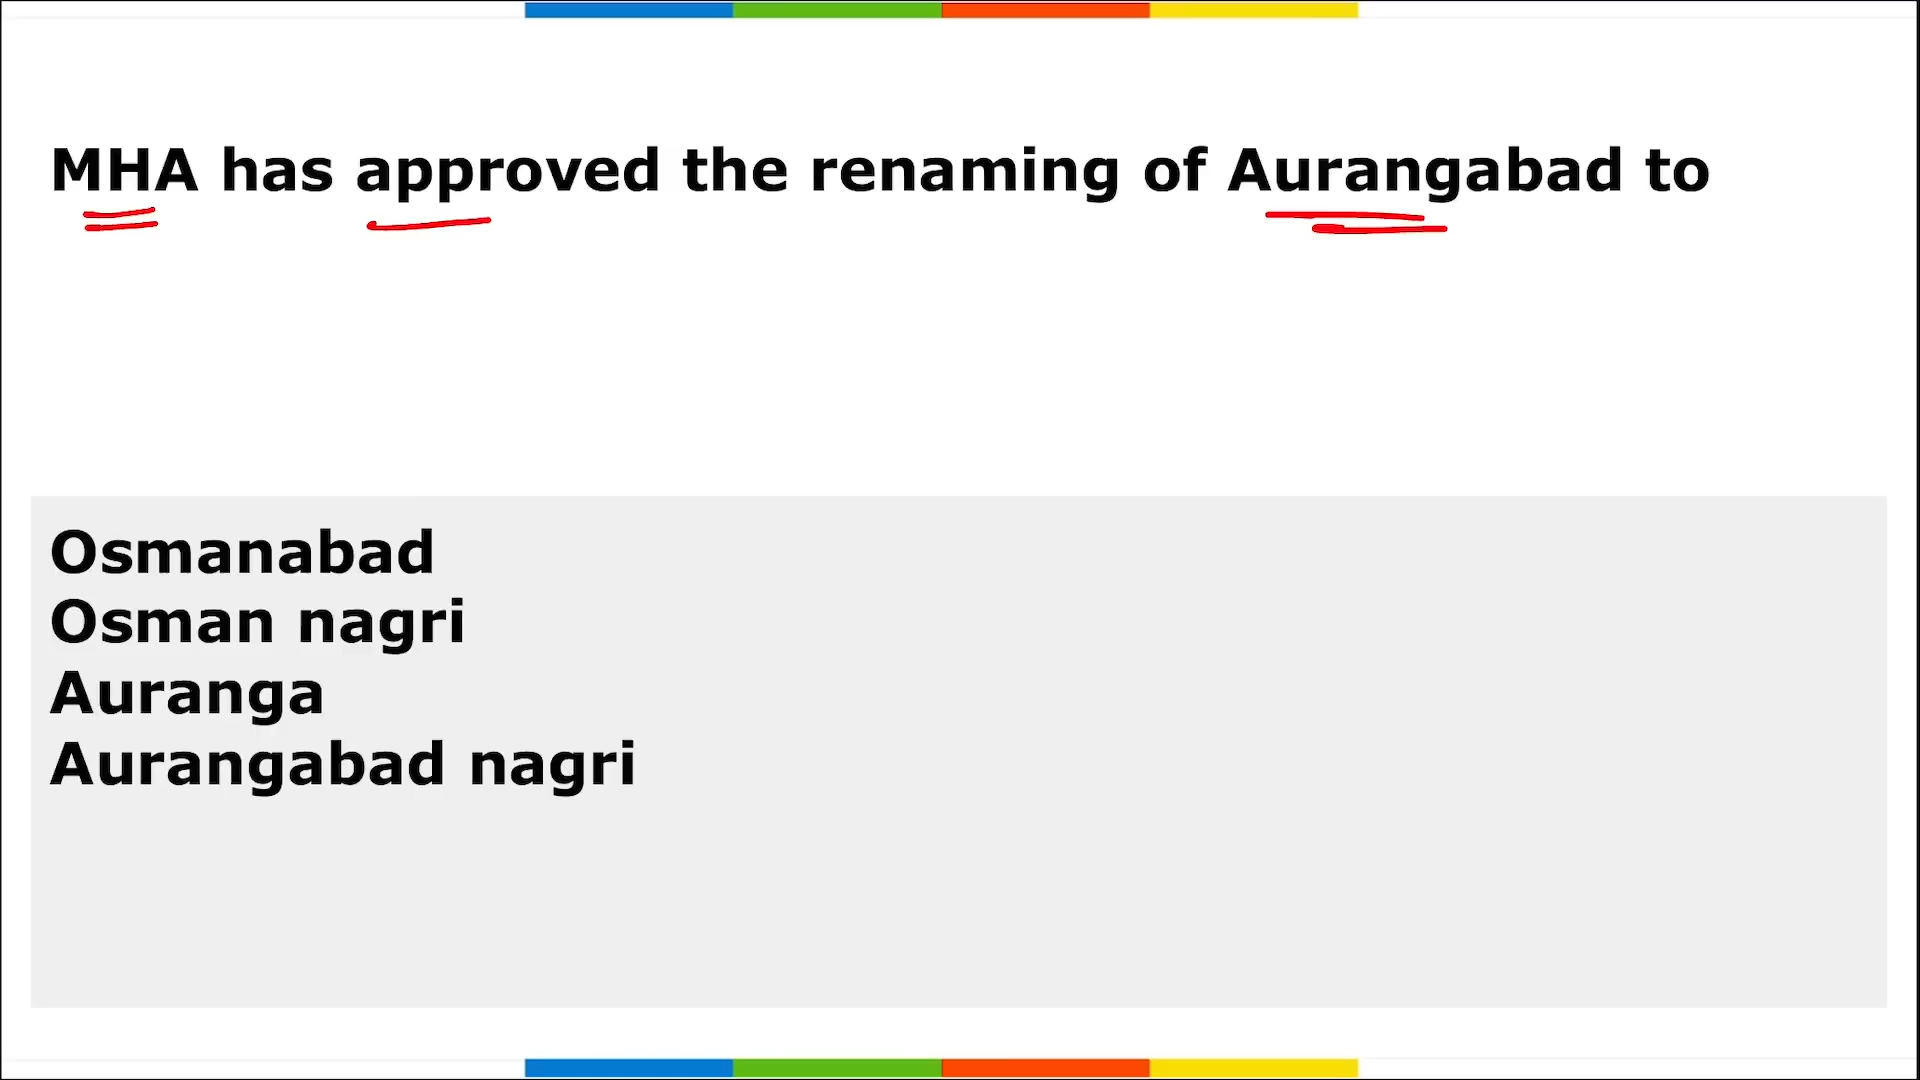 MHA has approved the renaming of Aurangabad to
Osmanabad
Osman nagri
Auranga
Aurangabad nagri